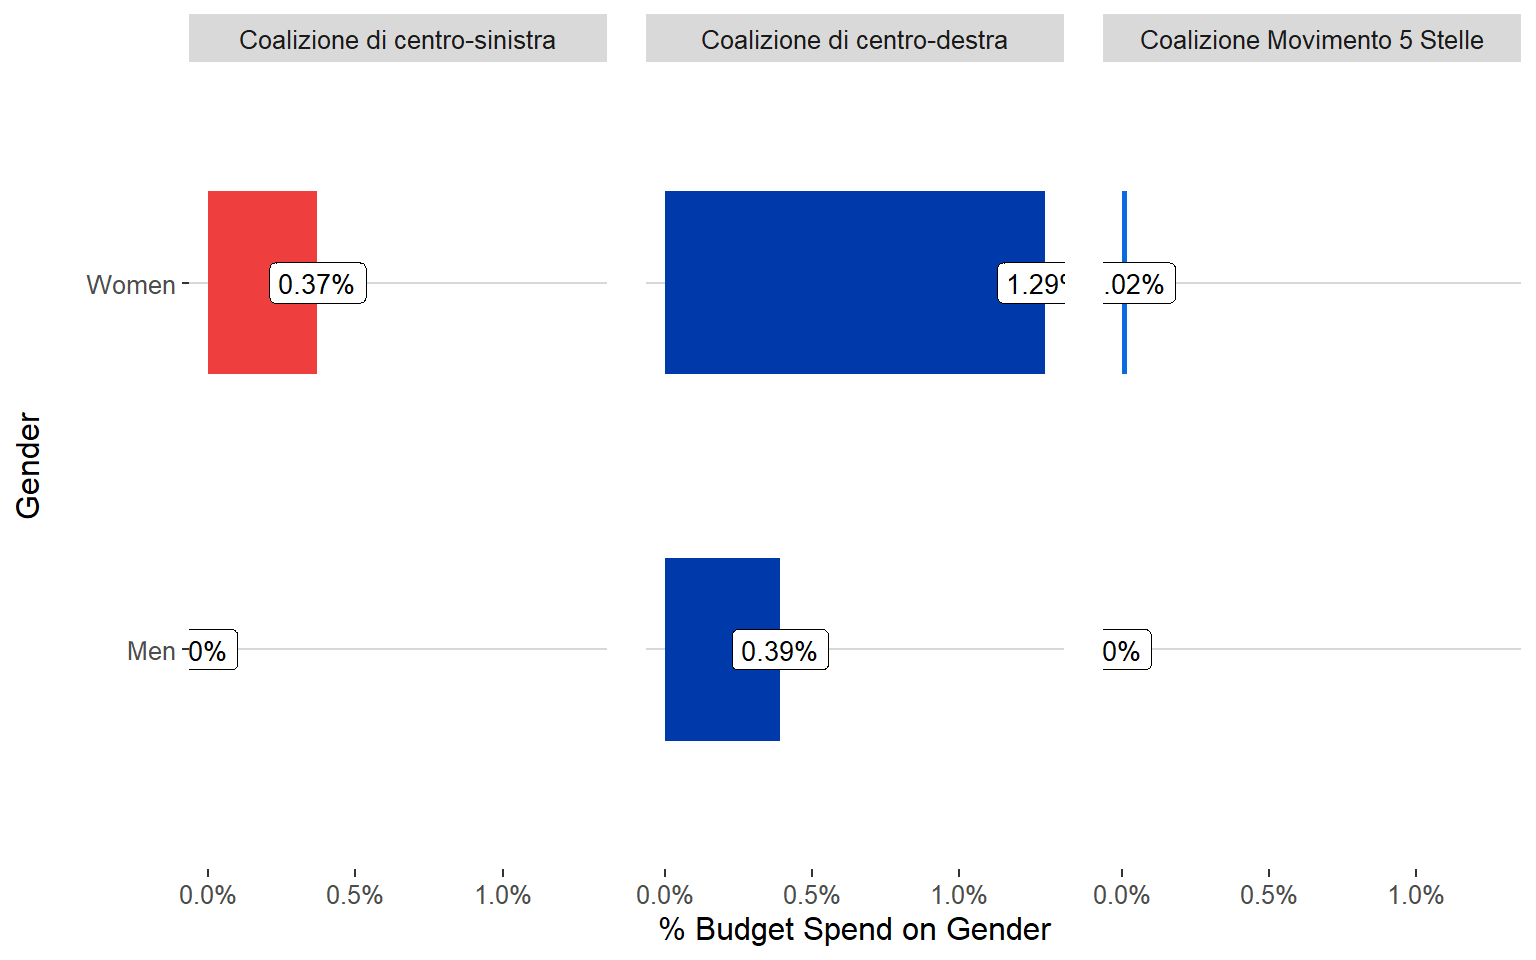 Coalizione di centro-sinistra
Coalizione di centro-destra
Coalizione Movimento 5 Stelle
Gender
Women
0.37%
1.29%
.02%
Men
0%
0.39%
0%
0.0% 0.5% 1.0%
0.0% 0.5% 1.0%
0.0% 0.5% 1.0%
% Budget Spend on Gender